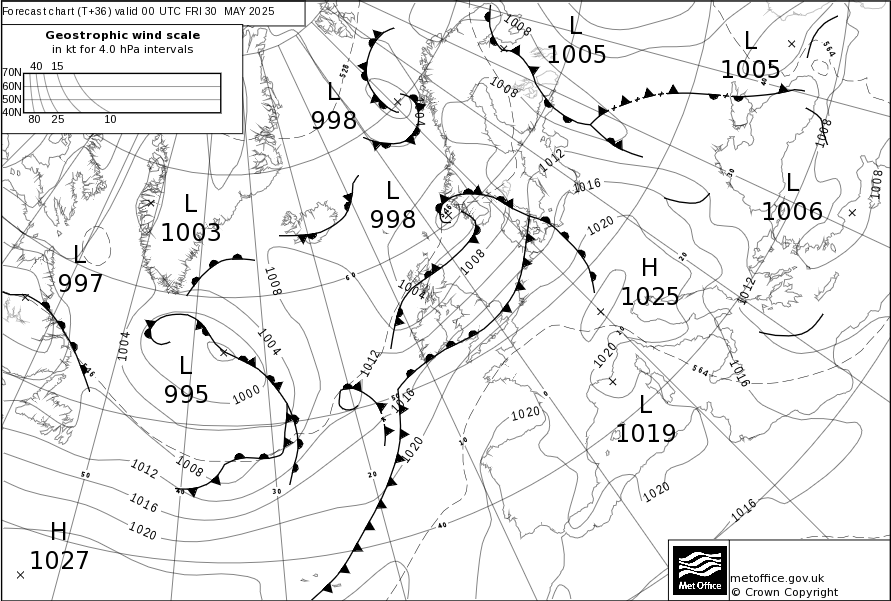 Forecast chart (T+36) valid 00 UTC FRI 30 MAY 2025
Geostrophic wind scale
in kt for 4.0 hPa intervals
40 15
70N
60N
50N
40N
80 25 10
L
1005
L
1005
L
998
L
998
L
1003
L
1006
L
997
H
1025
L
995
L
1019
H
1027
1008
1008
564
40
528
1004
1008
1012
1016
1008
30
1020
20
1008
60
1008
1004
546
1012
1004
1004
1012
1020
10
1016
564
546
1000
50
1016
0
1020
1020
10
1012
1008
50
40
30
20
1016
1020
40
1020
1016
Met Office
metoffice.gov.uk
© Crown Copyright